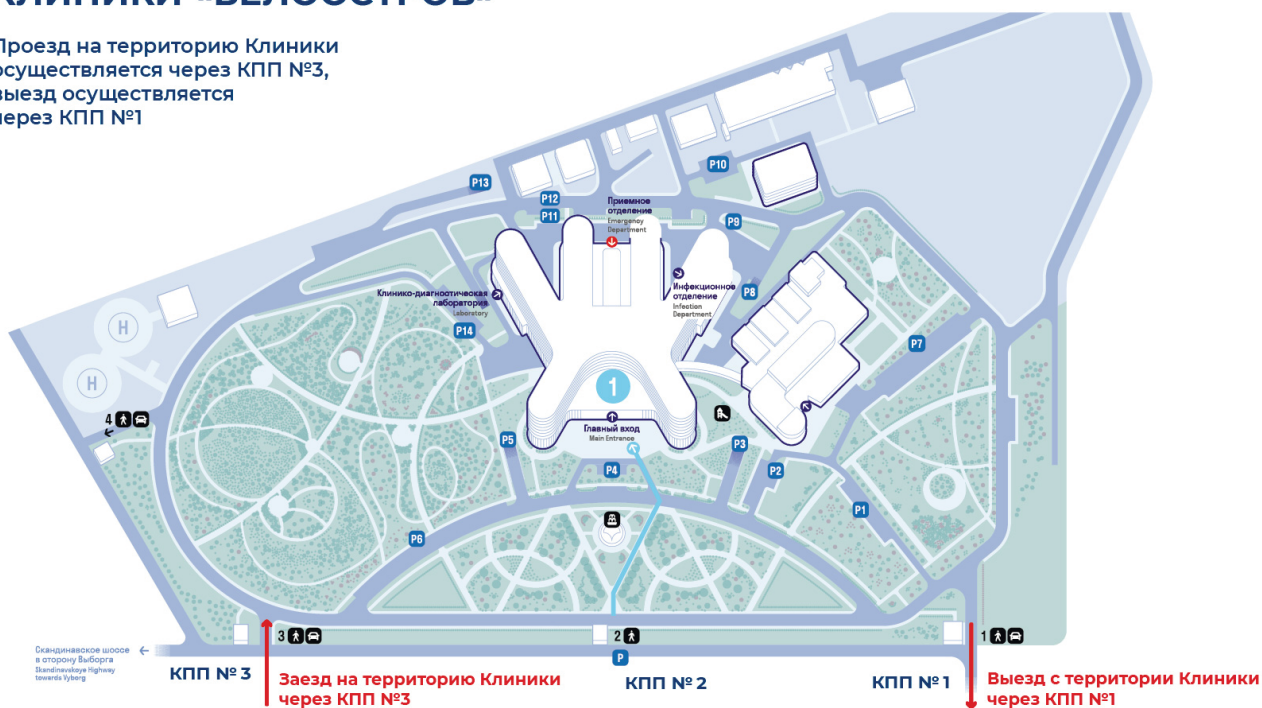 КЛИНИКИ «БЕЛООСТРОВ»
Проезд на территорию Клиники
осуществляется через КПП №3,
выезд осуществляется
через КПП №1
P13
P10
P12
P11
P9
Приемное
отделение
Emergency
Department
Инфекционное
отделение
Infection
Department
P8
Клинико-диагностическая
лаборатория
Laboratory
P14
P7
H
H
1
4
Главный вход
Main Entrance
P5
P3
P4
P2
P1
P6
3
2
1
P
Скандинавское шоссе
в сторону Выборга
Skandinavskoye Highway
towards Vyborg
КПП № 3
Заезд на территорию Клиники
через КПП №3
КПП № 2
КПП № 1
Выезд с территории Клиники
через КПП №1